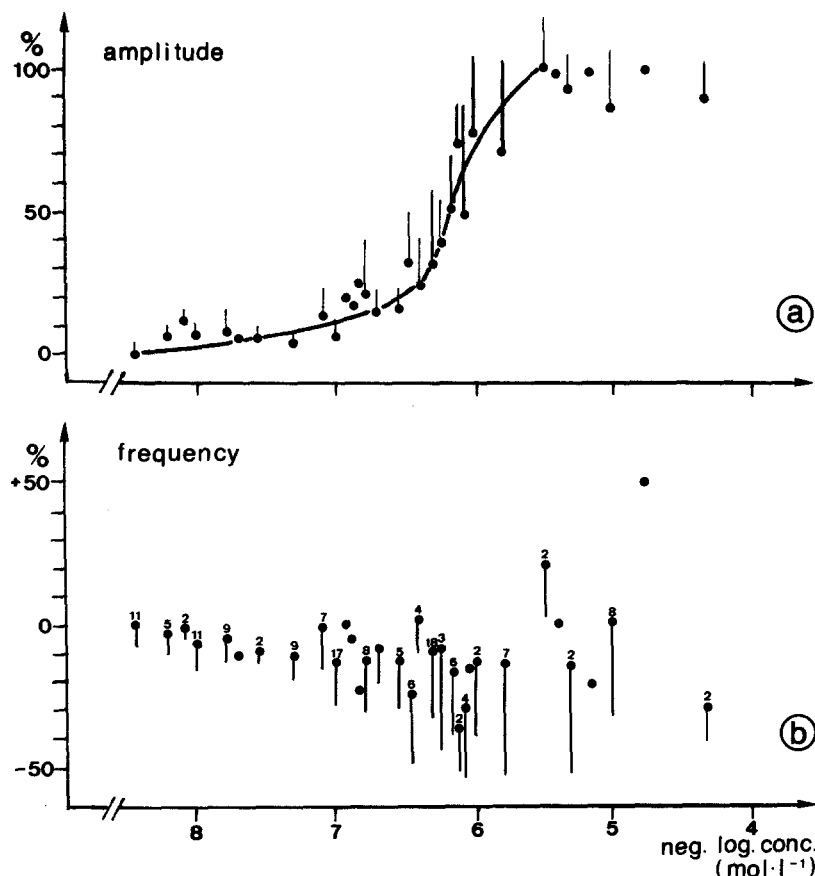 % amplitude
100
50
0
a
% frequency
+50
0
-50
11 5 2 11 9 2 9 7 17 8 5 6 4 18 3 6 2 4 2 7 2 2 8 2
b
8 7 6 5 4
neg. log. conc.
(mol·l⁻¹)